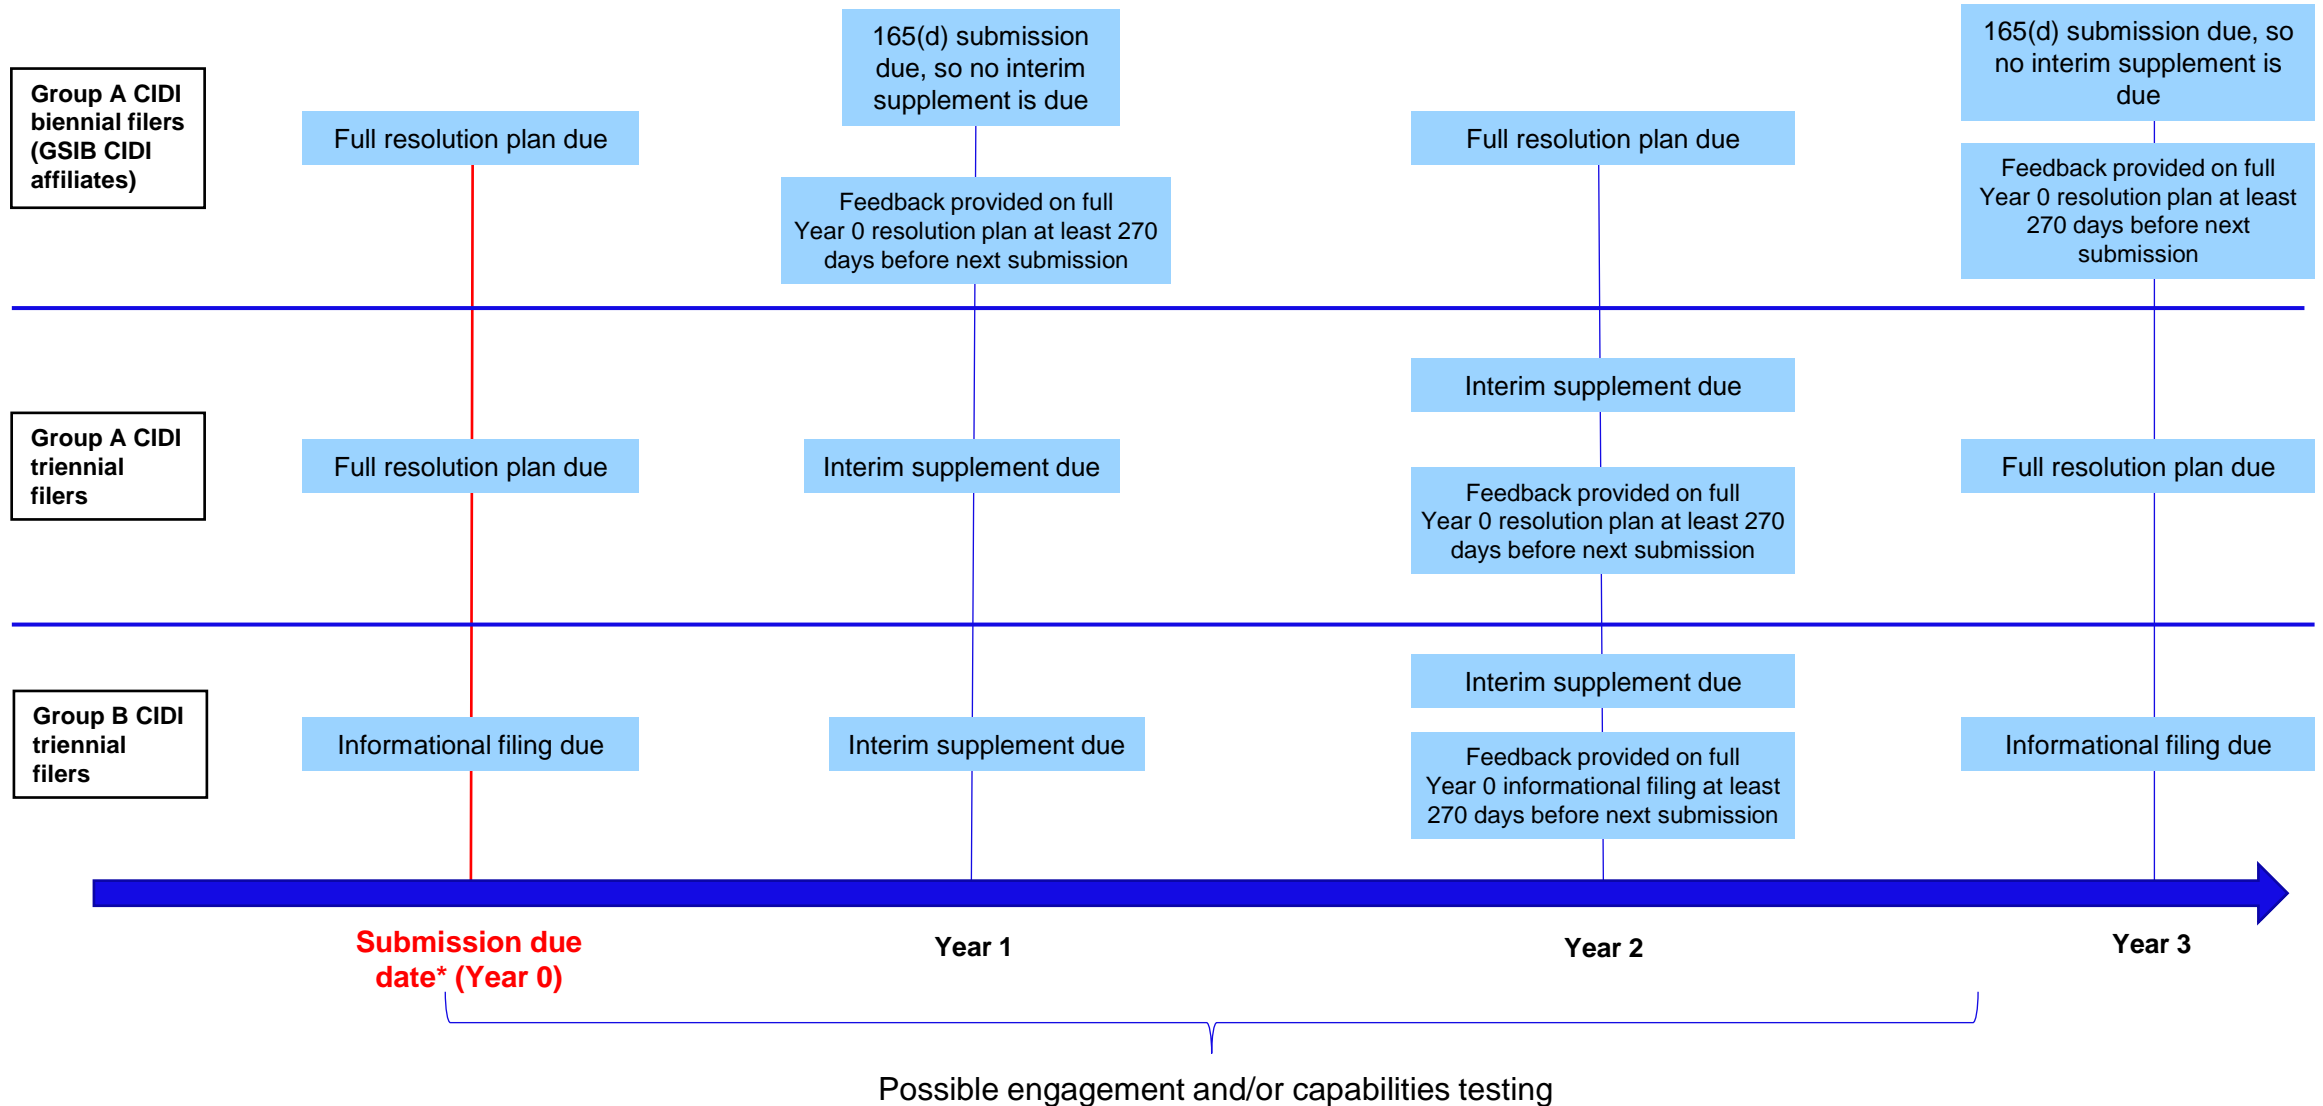 Group A CIDI
biennial filers
(GSIB CIDI
affiliates)
Full resolution plan due
165(d) submission
due, so no interim
supplement is due
Feedback provided on full
Year 0 resolution plan at least 270
days before next submission
Full resolution plan due
165(d) submission due, so
no interim supplement is
due
Feedback provided on full
Year 0 resolution plan at least
270 days before next
submission
Group A CIDI
triennial
filers
Full resolution plan due
Interim supplement due
Interim supplement due
Feedback provided on full
Year 0 resolution plan at least 270
days before next submission
Full resolution plan due
Group B CIDI
triennial
filers
Informational filing due
Interim supplement due
Interim supplement due
Feedback provided on full
Year 0 informational filing at least
270 days before next submission
Informational filing due
Submission due
date* (Year 0)
Year 1
Year 2
Year 3
Possible engagement and/or capabilities testing